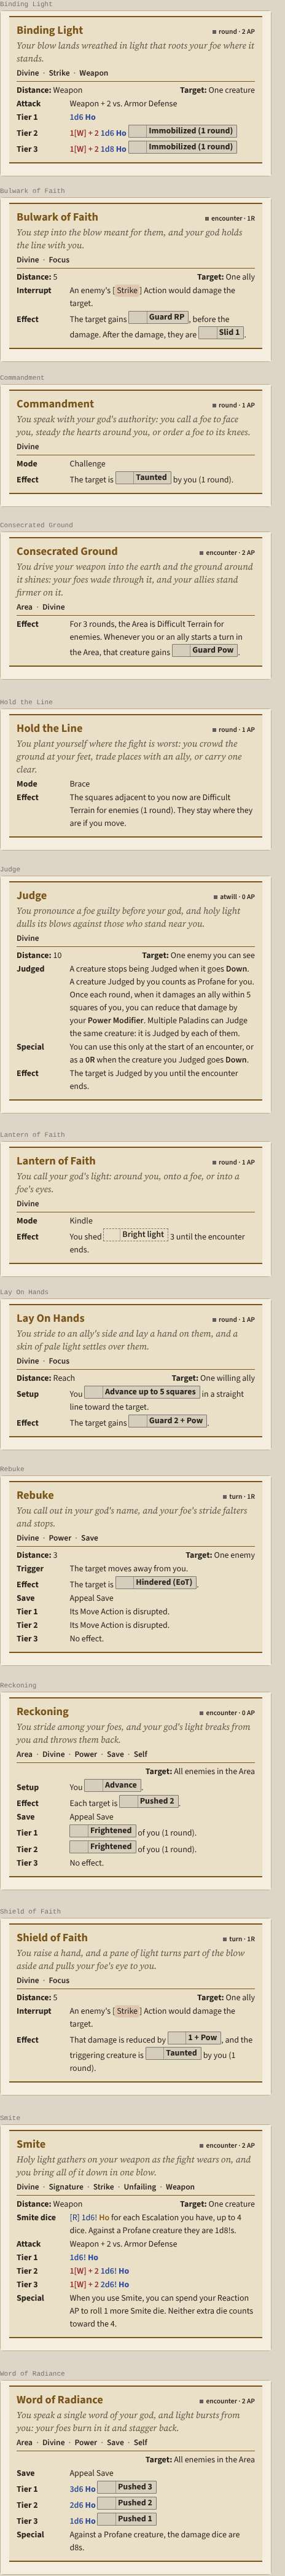 Binding Light
Binding Light
■ round · 2 AP
Your blow lands wreathed in light that roots your foe where it
stands.
Divine · Strike · Weapon
Distance: Weapon Target: One creature
Attack Weapon + 2 vs. Armor Defense
Tier 1 1d6 Ho
Tier 2 1[W] + 2 1d6 Ho Immobilized (1 round)
Tier 3 1[W] + 2 1d8 Ho Immobilized (1 round)
Bulwark of Faith
Bulwark of Faith
■ encounter · 1R
You step into the blow meant for them, and your god holds
the line with you.
Divine · Focus
Distance: 5 Target: One ally
Interrupt An enemy's [ Strike ] Action would damage the
target.
Effect The target gains Guard RP, before the
damage. After the damage, they are Slid 1.
Commandment
Commandment
■ round · 1 AP
You speak with your god's authority: you call a foe to face
you, steady the hearts around you, or order a foe to its knees.
Divine
Mode Challenge
Effect The target is Taunted by you (1 round).
Consecrated Ground
Consecrated Ground
■ encounter · 2 AP
You drive your weapon into the earth and the ground around
it shines: your foes wade through it, and your allies stand
firmer on it.
Area · Divine
Effect For 3 rounds, the Area is Difficult Terrain for
enemies. Whenever you or an ally starts a turn in
the Area, that creature gains Guard Pow.
Hold the Line
Hold the Line
■ round · 1 AP
You plant yourself where the fight is worst: you crowd the
ground at your feet, trade places with an ally, or carry one
clear.
Mode Brace
Effect The squares adjacent to you now are Difficult
Terrain for enemies (1 round). They stay where they
are if you move.
Judge
Judge
■ atwill · 0 AP
You pronounce a foe guilty before your god, and holy light
dulls its blows against those who stand near you.
Divine
Distance: 10 Target: One enemy you can see
Judged A creature stops being Judged when it goes Down.
A creature Judged by you counts as Profane for you.
Once each round, when it damages an ally within 5
squares of you, you can reduce that damage by
your Power Modifier. Multiple Paladins can Judge
the same creature: it is Judged by each of them.
Special You can use this only at the start of an encounter, or
as a 0R when the creature you Judged goes Down.
Effect The target is Judged by you until the encounter
ends.
Lantern of Faith
Lantern of Faith
■ round · 1 AP
You call your god's light: around you, onto a foe, or into a
foe's eyes.
Divine
Mode Kindle
Effect You shed Bright light 3 until the encounter
ends.
Lay On Hands
Lay On Hands
■ round · 1 AP
You stride to an ally's side and lay a hand on them, and a
skin of pale light settles over them.
Divine · Focus
Distance: Reach Target: One willing ally
Setup You Advance up to 5 squares in a straight
line toward the target.
Effect The target gains Guard 2 + Pow.
Rebuke
Rebuke
■ turn · 1R
You call out in your god's name, and your foe's stride falters
and stops.
Divine · Power · Save
Distance: 3 Target: One enemy
Trigger The target moves away from you.
Effect The target is Hindered (EoT).
Save Appeal Save
Tier 1 Its Move Action is disrupted.
Tier 2 Its Move Action is disrupted.
Tier 3 No effect.
Reckoning
Reckoning
■ encounter · 0 AP
You stride among your foes, and your god's light breaks from
you and throws them back.
Area · Divine · Power · Save · Self
Target: All enemies in the Area
Setup You Advance.
Effect Each target is Pushed 2.
Save Appeal Save
Tier 1 Frightened of you (1 round).
Tier 2 Frightened of you (1 round).
Tier 3 No effect.
Shield of Faith
Shield of Faith
■ turn · 1R
You raise a hand, and a pane of light turns part of the blow
aside and pulls your foe's eye to you.
Divine · Focus
Distance: 5 Target: One ally
Interrupt An enemy's [ Strike ] Action would damage the
target.
Effect That damage is reduced by 1 + Pow, and the
triggering creature is Taunted by you (1
round).
Smite
Smite
■ encounter · 2 AP
Holy light gathers on your weapon as the fight wears on, and
you bring all of it down in one blow.
Divine · Signature · Strike · Unfailing · Weapon
Distance: Weapon Target: One creature
Smite dice [R] 1d6! Ho for each Escalation you have, up to 4
dice. Against a Profane creature they are 1d8!s.
Attack Weapon + 2 vs. Armor Defense
Tier 1 1d6! Ho
Tier 2 1[W] + 2 1d6! Ho
Tier 3 1[W] + 2 2d6! Ho
Special When you use Smite, you can spend your Reaction
AP to roll 1 more Smite die. Neither extra die counts
toward the 4.
Word of Radiance
Word of Radiance
■ encounter · 2 AP
You speak a single word of your god, and light bursts from
you: your foes burn in it and stagger back.
Area · Divine · Power · Save · Self
Target: All enemies in the Area
Save Appeal Save
Tier 1 3d6 Ho Pushed 3
Tier 2 2d6 Ho Pushed 2
Tier 3 1d6 Ho Pushed 1
Special Against a Profane creature, the damage dice are
d8s.